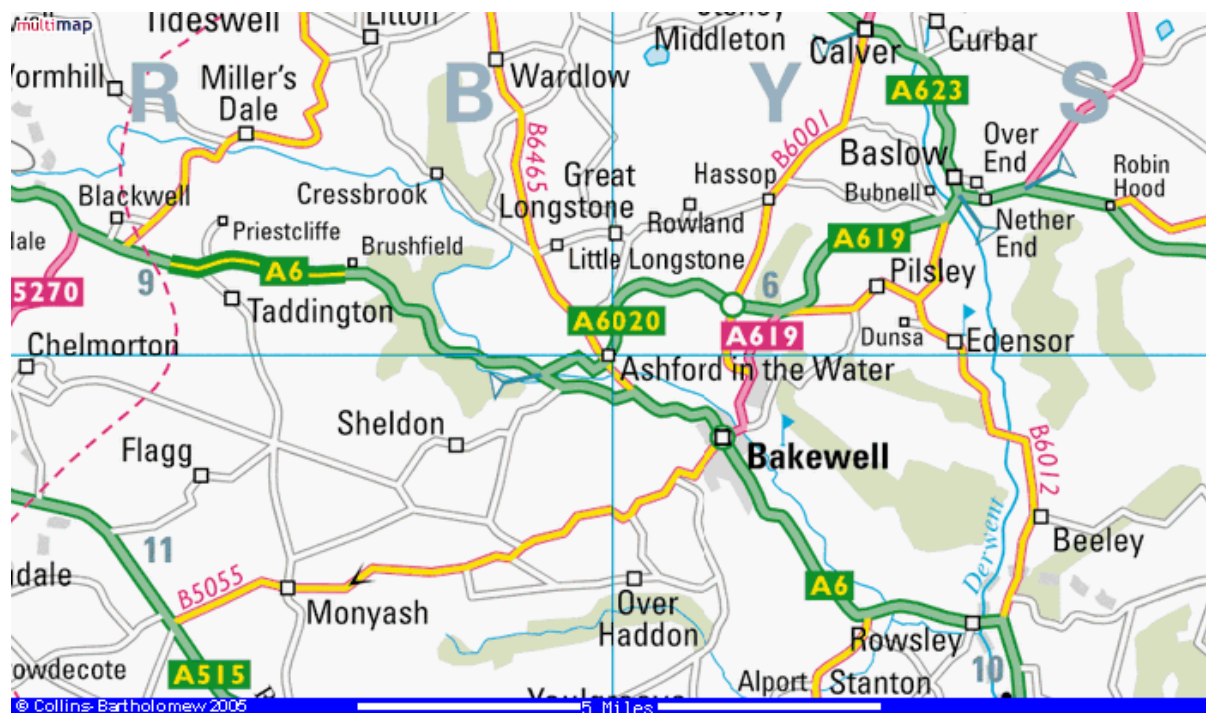 multimap
Tideswell
Litton
Middleton
Calver
Curbar
Wardlow
Miller's
Dale
R
B
Y
S
A623
Over
End
B6001
B6465
Baslow
Robin
Hood
Great
Longstone
Hassop
Bubnell
Cressbrook
Blackwell
Rowland
Nether
End
Priestcliffe
Brushfield
A619
Little Longstone
A6
9
6
Pilsley
5270
Taddington
A6020
A619
Dunsa
Edensor
Chelmorton
Ashford in the Water
Sheldon
Flagg
Bakewell
B6012
Beeley
11
Derwent
B5055
A6
Monyash
Over
Haddon
Rowsley
A515
10
Alport
Stanton
© Collins-Bartholomew 2005
5 Miles